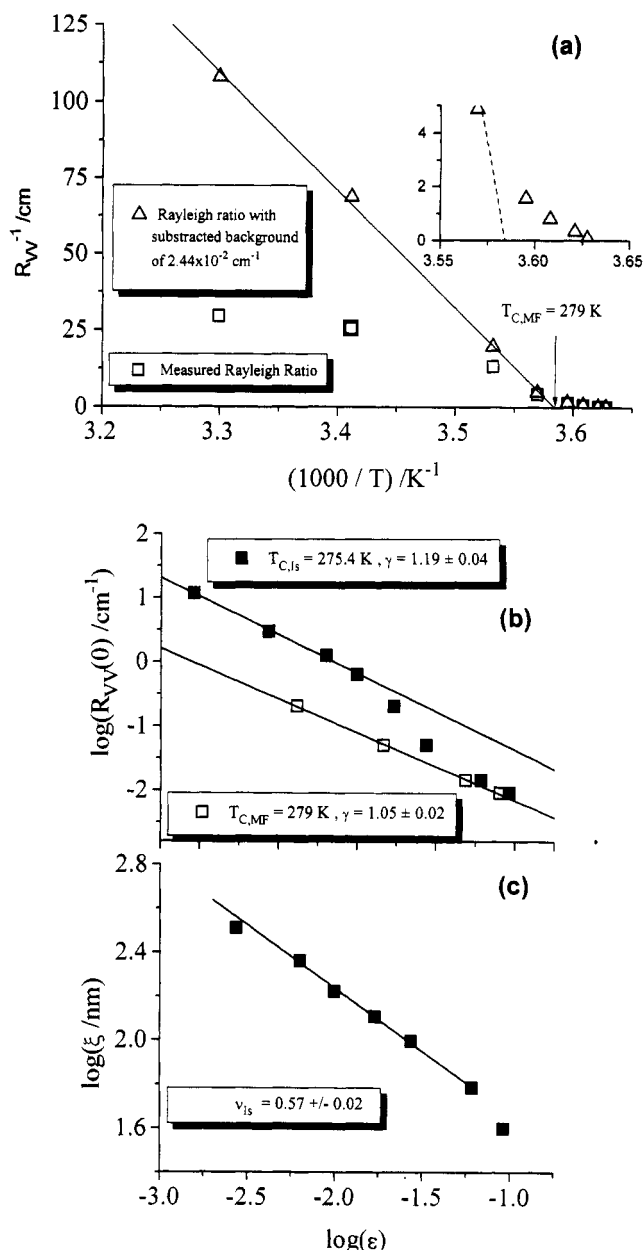 (a)
125
100
75
50
25
0
R_VV^-1 /cm
△ Rayleigh ratio with
substracted background
of 2.44x10^-2 cm^-1
□ Measured Rayleigh Ratio
4
2
0
3.55 3.60 3.65
T_C,MF = 279 K
3.2 3.3 3.4 3.5 3.6
(1000 / T) /K^-1
(b)
2
1
0
-1
-2
log(R_VV(0) /cm^-1)
■ T_C,Is = 275.4 K , γ = 1.19 ± 0.04
□ T_C,MF = 279 K , γ = 1.05 ± 0.02
(c)
2.8
2.4
2.0
1.6
log(ξ /nm)
ν_Is = 0.57 +/- 0.02
-3.0 -2.5 -2.0 -1.5 -1.0
log(ε)